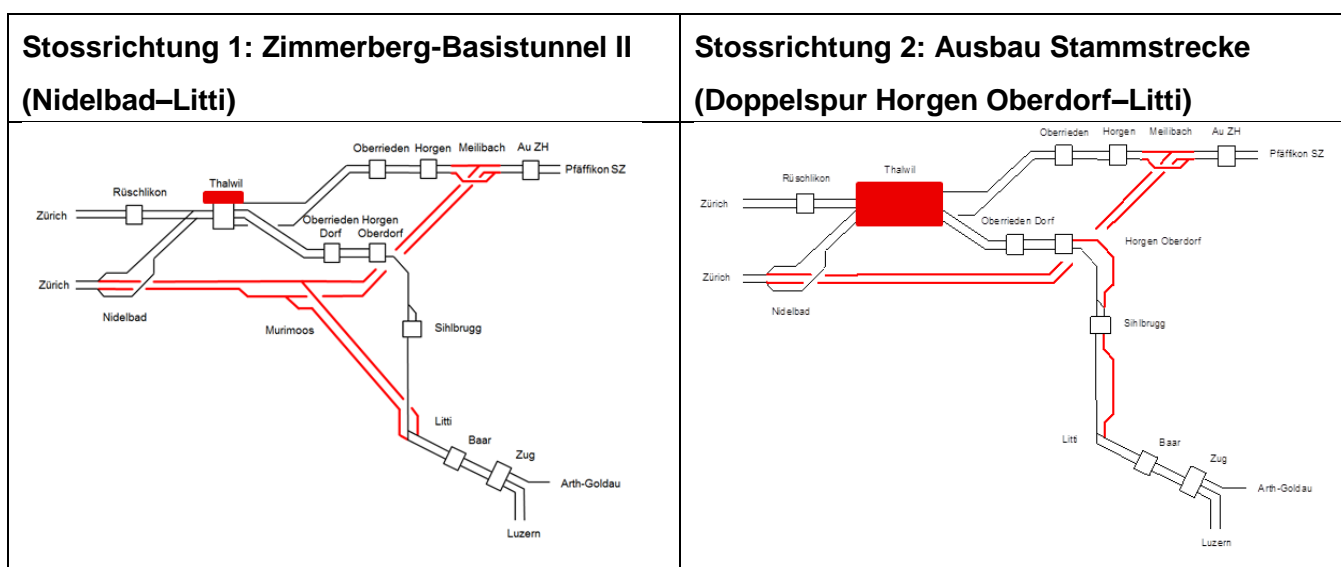 Stossrichtung 1: Zimmerberg-Basistunnel II
(Nidelbad–Litti)
Oberrieden Horgen Meilibach Au ZH
Pfäffikon SZ
Thalwil
Rüschlikon
Zürich
Oberrieden Horgen
Dorf Oberdorf
Zürich
Nidelbad
Murimoos
Sihlbrugg
Litti
Baar
Zug
Arth-Goldau
Luzern
Stossrichtung 2: Ausbau Stammstrecke
(Doppelspur Horgen Oberdorf–Litti)
Oberrieden Horgen Meilibach Au ZH
Pfäffikon SZ
Thalwil
Rüschlikon
Zürich
Oberrieden Dorf
Horgen Oberdorf
Zürich
Nidelbad
Sihlbrugg
Litti
Baar
Zug
Arth-Goldau
Luzern